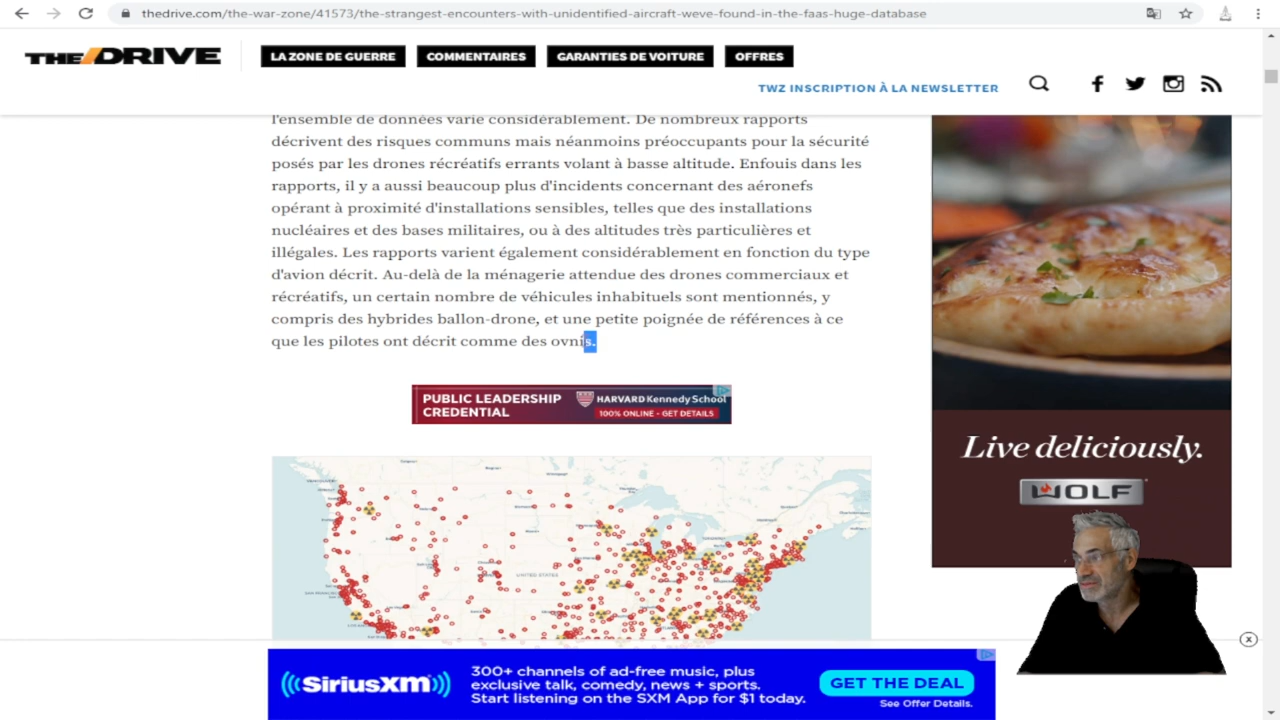 thedrive.com/the-war-zone/41573/the-strangest-encounters-with-unidentified-aircraft-weve-found-in-the-faas-huge-database
THE/DRIVE
LA ZONE DE GUERRE
COMMENTAIRES
GARANTIES DE VOITURE
OFFRES
TWZ INSCRIPTION À LA NEWSLETTER
l'ensemble de données varie considérablement. De nombreux rapports
décrivent des risques communs mais néanmoins préoccupants pour la sécurité
posés par les drones récréatifs errants volant à basse altitude. Enfouis dans les
rapports, il y a aussi beaucoup plus d'incidents concernant des aéronefs
opérant à proximité d'installations sensibles, telles que des installations
nucléaires et des bases militaires, ou à des altitudes très particulières et
illégales. Les rapports varient également considérablement en fonction du type
d'avion décrit. Au-delà de la ménagerie attendue des drones commerciaux et
récréatifs, un certain nombre de véhicules inhabituels sont mentionnés, y
compris des hybrides ballon-drone, et une petite poignée de références à ce
que les pilotes ont décrit comme des ovnis.
PUBLIC LEADERSHIP
CREDENTIAL
HARVARD Kennedy School
100% ONLINE - GET DETAILS
UNITED STATES
Live deliciously.
WOLF
SiriusXM
300+ channels of ad-free music, plus
exclusive talk, comedy, news + sports.
Start listening on the SXM App for $1 today.
GET THE DEAL
See Offer Details.